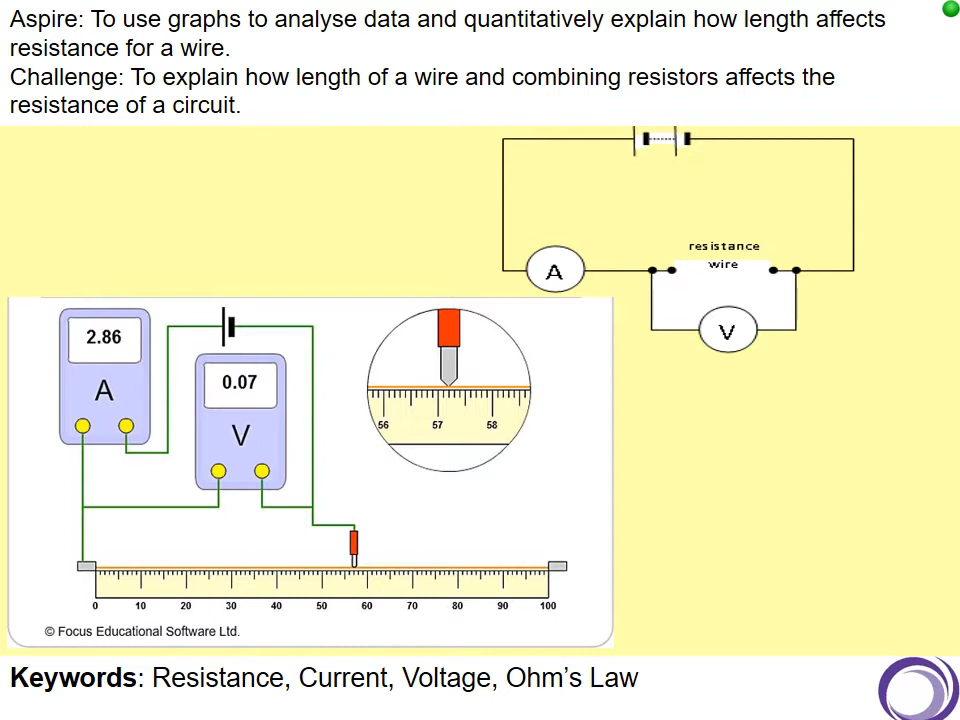 Aspire: To use graphs to analyse data and quantitatively explain how length affects
resistance for a wire.
Challenge: To explain how length of a wire and combining resistors affects the
resistance of a circuit.
resistance
wire
A
V
2.86
A
0.07
V
56 57 58
0 10 20 30 40 50 60 70 80 90 100
© Focus Educational Software Ltd.
Keywords: Resistance, Current, Voltage, Ohm’s Law